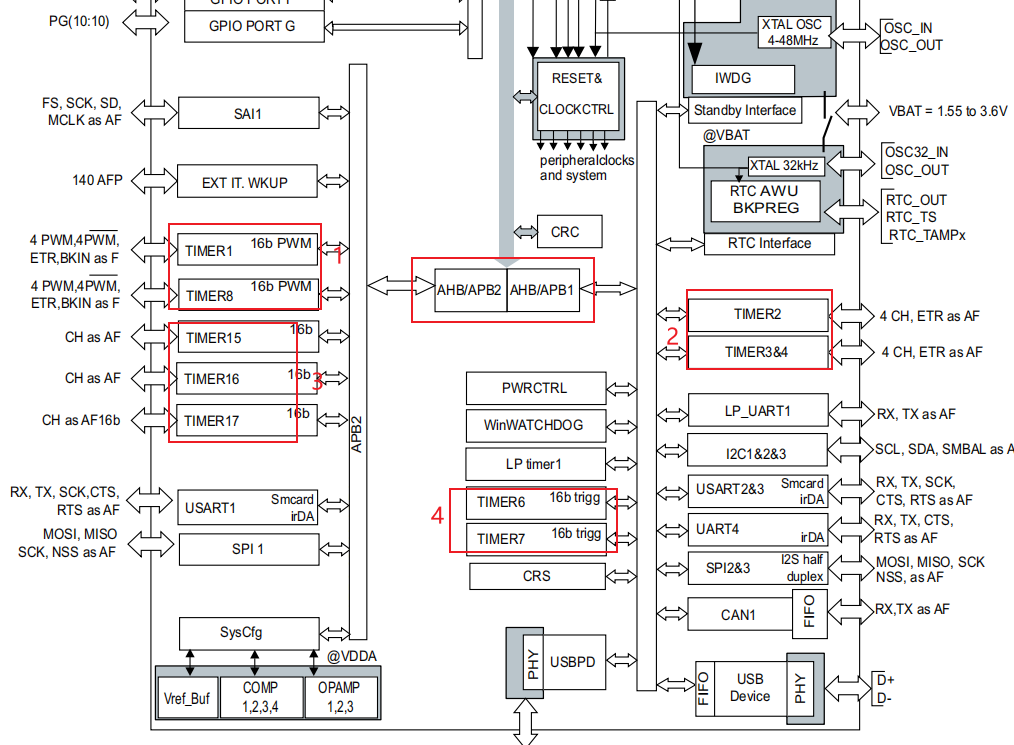 PG(10:10)
GPIO PORT G
FS, SCK, SD,
MCLK as AF
SAI1
140 AFP
EXT IT. WKUP
4 PWM,4PWM,
ETR,BKIN as F
TIMER1
16b PWM
1
4 PWM,4PWM,
ETR,BKIN as F
TIMER8
16b PWM
CH as AF
TIMER15
16b
CH as AF
TIMER16
16b
3
CH as AF16b
TIMER17
16b
APB2
RX, TX, SCK,CTS,
RTS as AF
USART1
Smcard
irDA
MOSI, MISO
SCK, NSS as AF
SPI 1
SysCfg
@VDDA
Vref_Buf
COMP
1,2,3,4
OPAMP
1,2,3
RESET&
CLOCKCTRL
peripheralclocks
and system
CRC
AHB/APB2
AHB/APB1
PWRCTRL
WinWATCHDOG
LP timer1
4
TIMER6
16b trigg
TIMER7
16b trigg
CRS
PHY
USBPD
XTAL OSC
4-48MHz
OSC_IN
OSC_OUT
IWDG
Standby Interface
VBAT = 1.55 to 3.6V
@VBAT
XTAL 32kHz
OSC32_IN
OSC_OUT
RTC AWU
BKPREG
RTC_OUT
RTC_TS
RTC_TAMPx
RTC Interface
2
TIMER2
4 CH, ETR as AF
TIMER3&4
4 CH, ETR as AF
LP_UART1
RX, TX as AF
I2C1&2&3
SCL, SDA, SMBAL as A
USART2&3
Smcard
irDA
RX, TX, SCK,
CTS, RTS as AF
UART4
irDA
RX, TX, CTS,
RTS as AF
SPI2&3
I2S half
duplex
MOSI, MISO, SCK
NSS, as AF
CAN1
FIFO
RX,TX as AF
FIFO
USB
Device
PHY
D+
D-